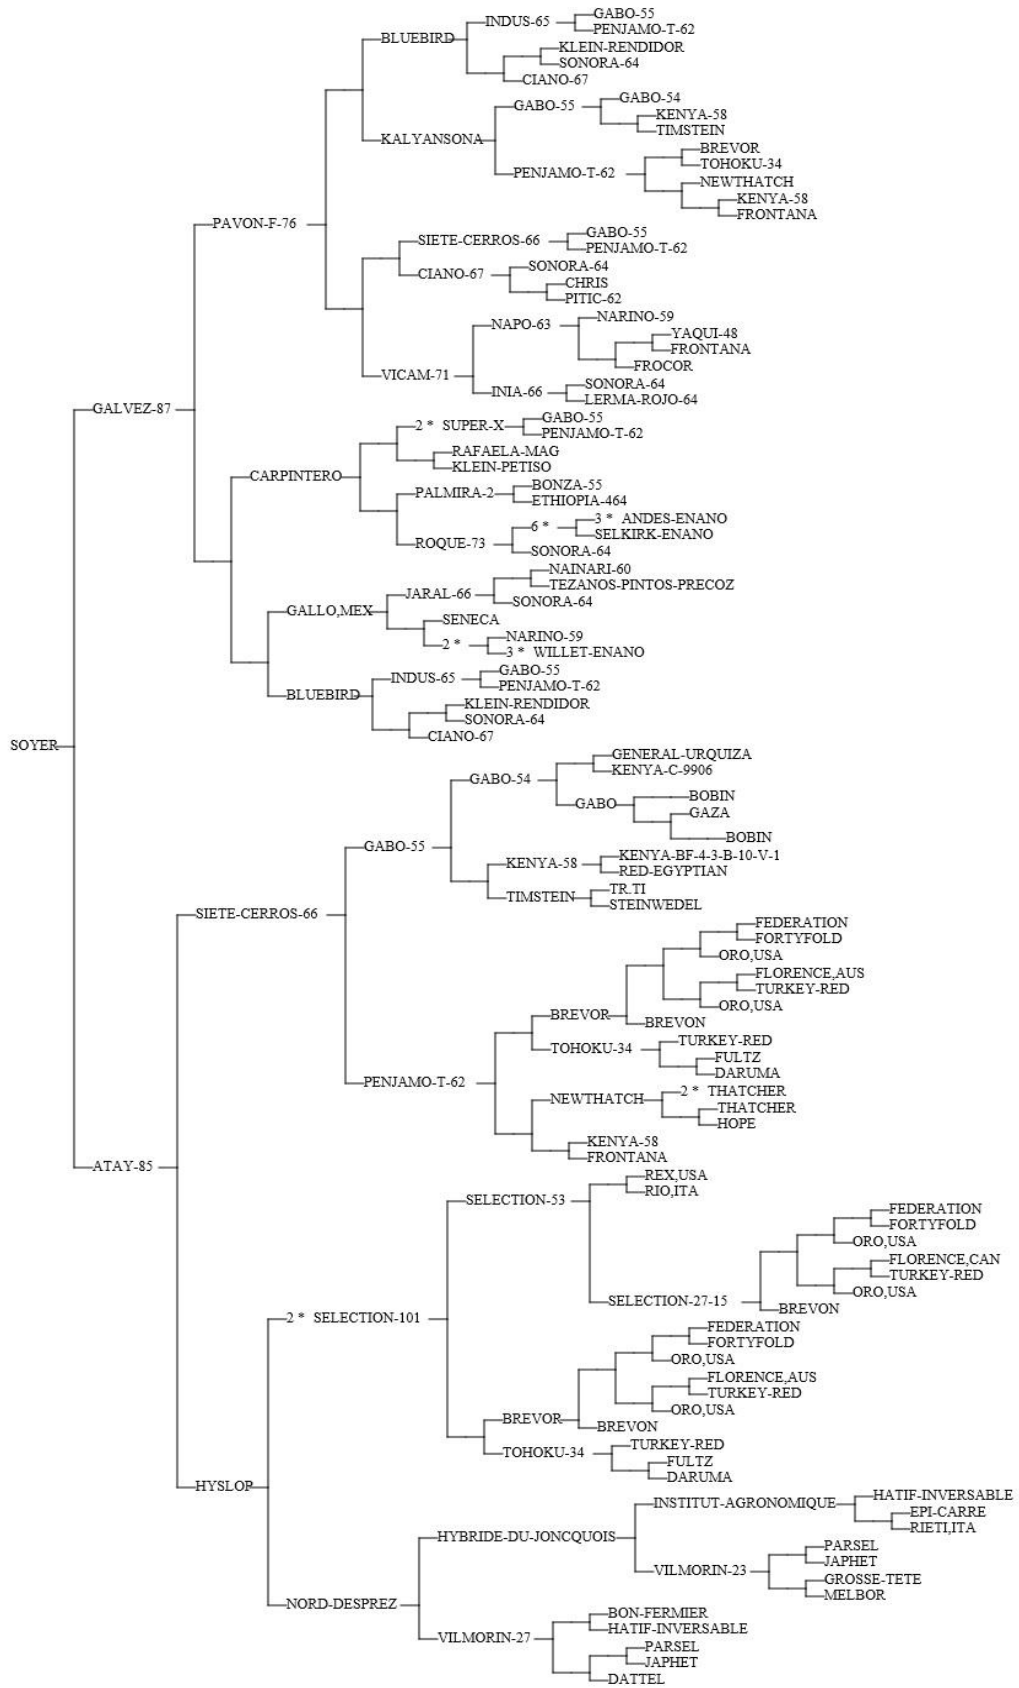 INDUS-65
GABO-55
PENJAMO-T-62
BLUEBIRD
KLEIN-RENDIDOR
SONORA-64
CIANO-67
GABO-55
GABO-54
KENYA-58
TIMSTEIN
KALYANSONA
BREVOR
TOHOKU-34
PENJAMO-T-62
NEWTHATCH
KENYA-58
FRONTANA
PAVON-F-76
SIETE-CERROS-66
GABO-55
PENJAMO-T-62
CIANO-67
SONORA-64
CHRIS
PITIC-62
NAPO-63
NARINO-59
YAQUI-48
FRONTANA
FROCOR
VICAM-71
INIA-66
SONORA-64
LERMA-ROJO-64
GALVEZ-87
2 * SUPER-X
GABO-55
PENJAMO-T-62
RAFAELA-MAG
KLEIN-PETISO
CARPINTERO
PALMIRA-2
BONZA-55
ETHIOPIA-464
6 *
3 * ANDES-ENANO
SELKIRK-ENANO
ROQUE-73
SONORA-64
NAINARI-60
TEZANOS-PINTOS-PRECOZ
JARAL-66
SONORA-64
GALLO,MEX
SENECA
2 *
NARINO-59
3 * WILLET-ENANO
INDUS-65
GABO-55
PENJAMO-T-62
BLUEBIRD
KLEIN-RENDIDOR
SONORA-64
CIANO-67
SOYER
GENERAL-URQUIZA
KENYA-C-9906
GABO-54
BOBIN
GABO
GAZA
BOBIN
GABO-55
KENYA-58
KENYA-BF-4-3-B-10-V-1
RED-EGYPTIAN
TIMSTEIN
TR.TI
STEINWEDEL
SIETE-CERROS-66
FEDERATION
FORTYFOLD
ORO,USA
FLORENCE,AUS
TURKEY-RED
ORO,USA
BREVOR
BREVON
TOHOKU-34
TURKEY-RED
FULTZ
DARUMA
PENJAMO-T-62
NEWTHATCH
2 * THATCHER
THATCHER
HOPE
KENYA-58
FRONTANA
ATAY-85
REX,USA
RIO,ITA
SELECTION-53
FEDERATION
FORTYFOLD
ORO,USA
FLORENCE,CAN
TURKEY-RED
ORO,USA
SELECTION-27-15
BREVON
2 * SELECTION-101
FEDERATION
FORTYFOLD
ORO,USA
FLORENCE,AUS
TURKEY-RED
ORO,USA
BREVOR
BREVON
TOHOKU-34
TURKEY-RED
FULTZ
DARUMA
HYSLOP
HATIF-INVERSABLE
INSTITUT-AGRONOMIQUE
EPI-CARRE
RIETI,ITA
HYBRIDE-DU-JONCQUOIS
PARSEL
JAPHET
VILMORIN-23
GROSSE-TETE
MELBOR
NORD-DESPREZ
BON-FERMIER
HATIF-INVERSABLE
VILMORIN-27
PARSEL
JAPHET
DATTEL